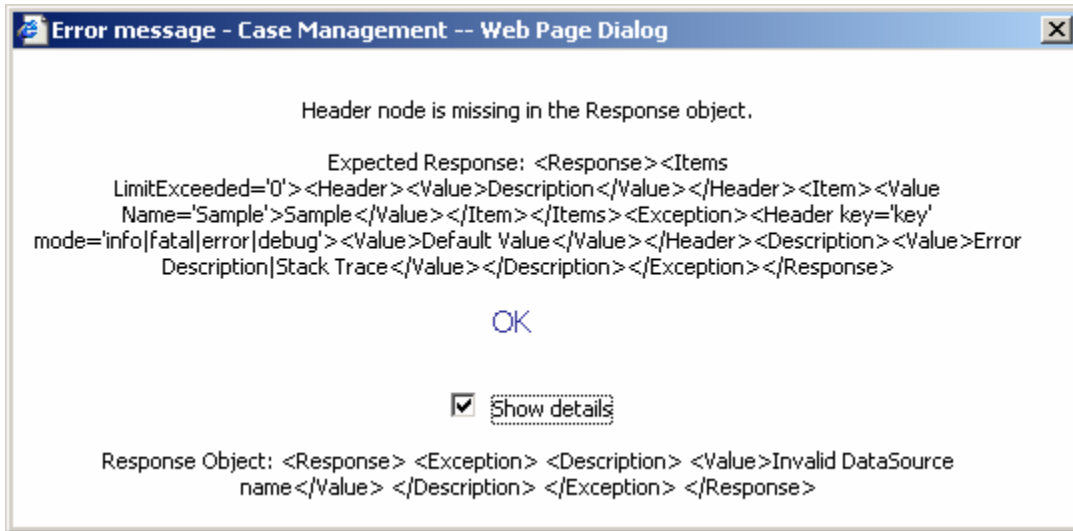 Error message - Case Management -- Web Page Dialog
Header node is missing in the Response object.
Expected Response: <Response><Items
LimitExceeded='0'><Header><Value>Description</Value></Header><Item><Value
Name='Sample'>Sample</Value></Item></Items><Exception><Header key='key'
mode='info|fatal|error|debug'><Value>Default Value</Value></Header><Description><Value>Error
Description|Stack Trace</Value></Description></Exception></Response>
OK
Show details
Response Object: <Response> <Exception> <Description> <Value>Invalid DataSource
name</Value> </Description> </Exception> </Response>